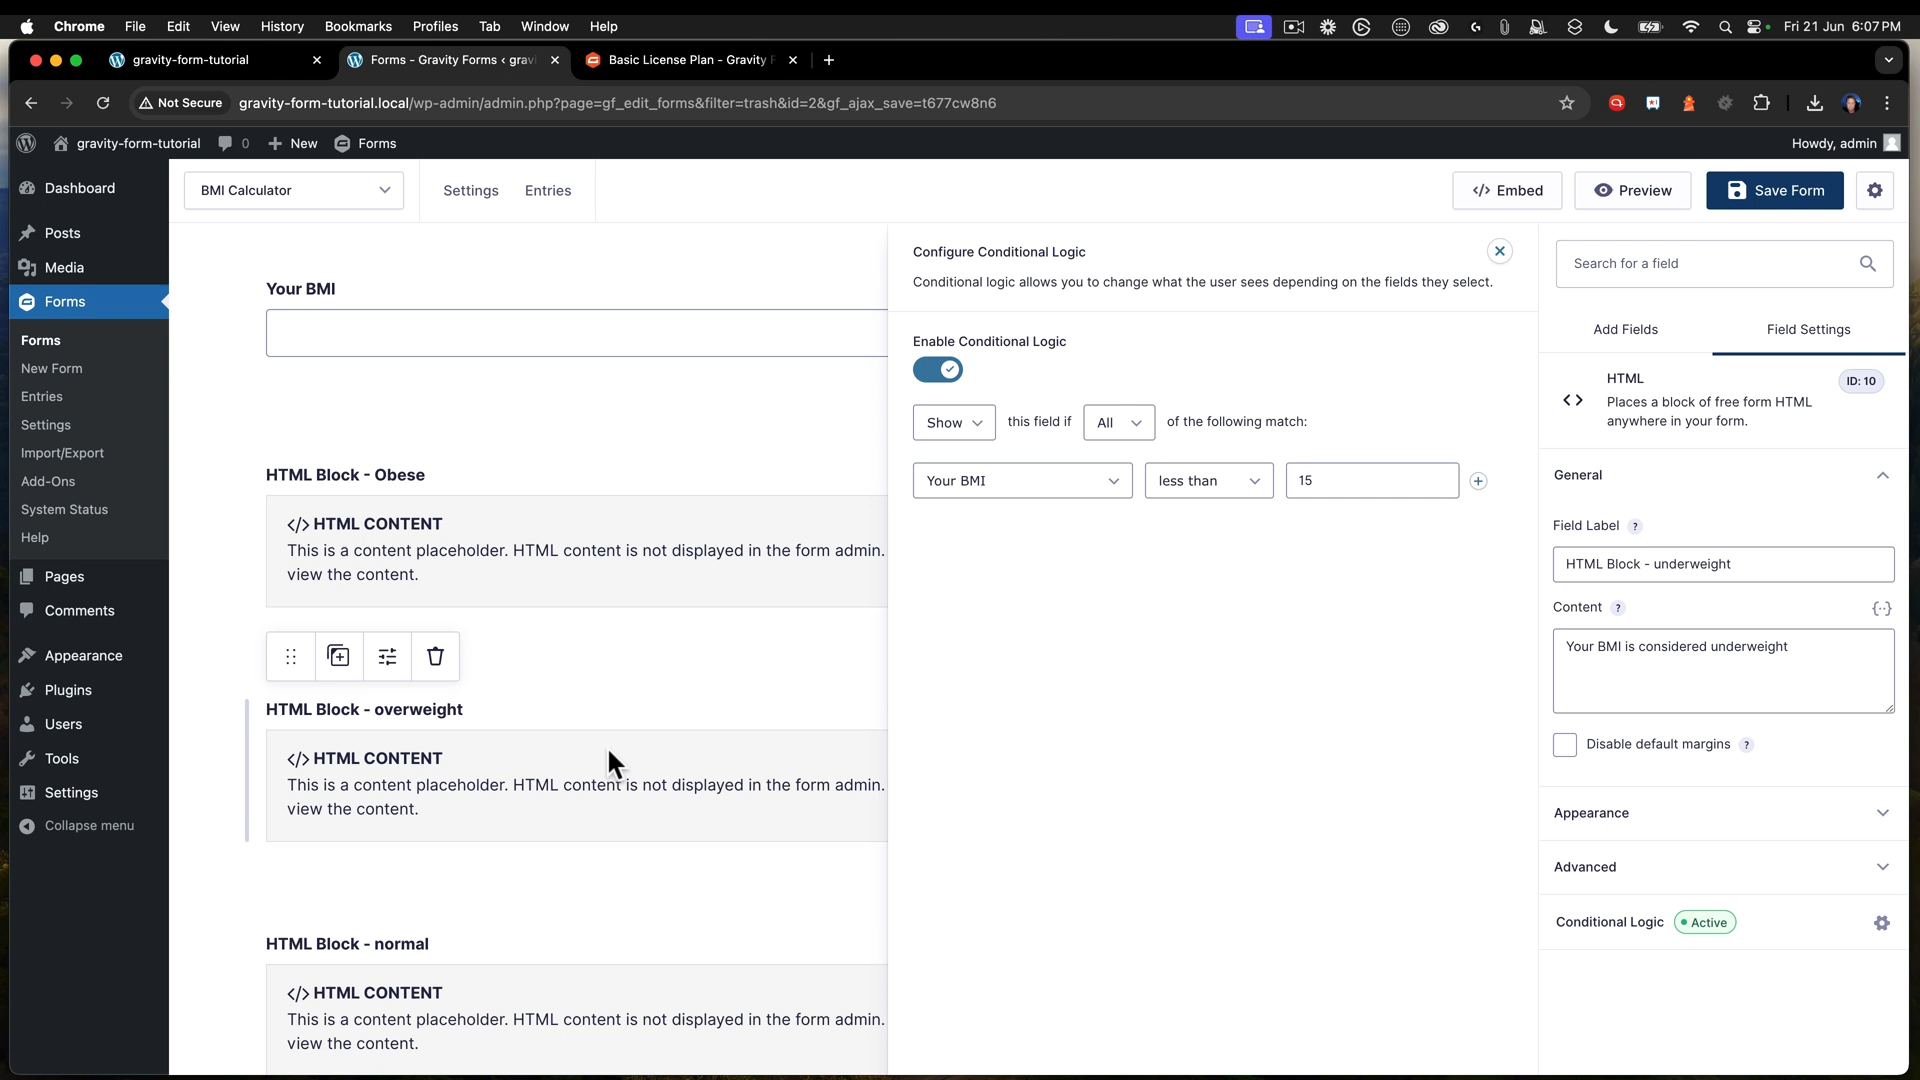 Chrome File Edit View History Bookmarks Profiles Tab Window Help Fri 21 Jun 6:07 PM
gravity-form-tutorial Forms - Gravity Forms ‹ gravi Basic License Plan - Gravity F
Not Secure gravity-form-tutorial.local/wp-admin/admin.php?page=gf_edit_forms&filter=trash&id=2&gf_ajax_save=t677cw8n6
gravity-form-tutorial 0 New Forms Howdy, admin
Dashboard
Posts
Media
Forms
Forms
New Form
Entries
Settings
Import/Export
Add-Ons
System Status
Help
Pages
Comments
Appearance
Plugins
Users
Tools
Settings
Collapse menu
BMI Calculator Settings Entries </> Embed Preview Save Form
Your BMI
HTML Block - Obese
</> HTML CONTENT
This is a content placeholder. HTML content is not displayed in the form admin.
view the content.
HTML Block - overweight
</> HTML CONTENT
This is a content placeholder. HTML content is not displayed in the form admin.
view the content.
HTML Block - normal
</> HTML CONTENT
This is a content placeholder. HTML content is not displayed in the form admin.
view the content.
Configure Conditional Logic
Conditional logic allows you to change what the user sees depending on the fields they select.
Enable Conditional Logic
Show this field if All of the following match:
Your BMI less than 15
Search for a field
Add Fields Field Settings
HTML ID: 10
Places a block of free form HTML
anywhere in your form.
General
Field Label ?
HTML Block - underweight
Content ? {··}
Your BMI is considered underweight
Disable default margins ?
Appearance
Advanced
Conditional Logic Active